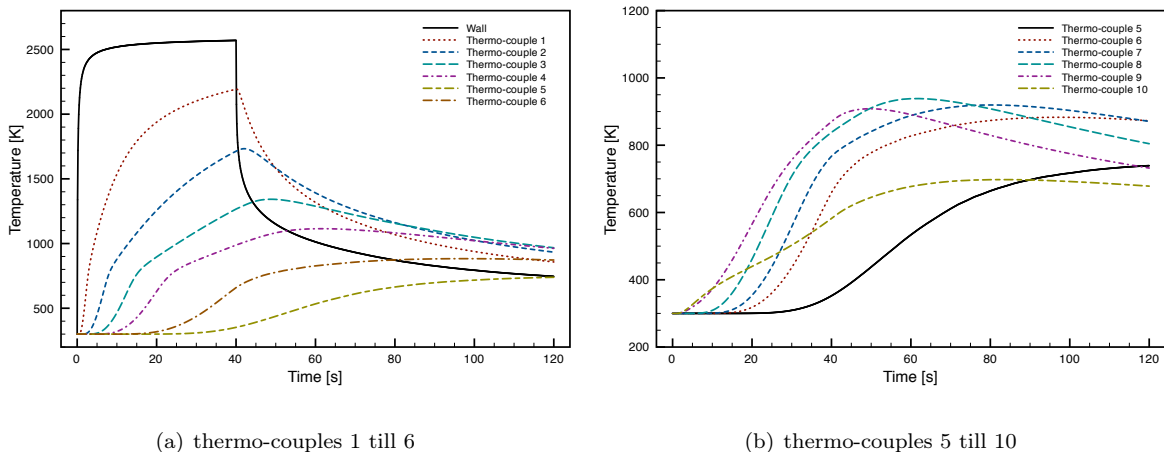 2500
2000
1500
1000
500
Temperature [K]
0
20
40
60
80
100
120
Time [s]
Wall
Thermo-couple 1
Thermo-couple 2
Thermo-couple 3
Thermo-couple 4
Thermo-couple 5
Thermo-couple 6
(a) thermo-couples 1 till 6
1200
1000
800
600
400
200
Temperature [K]
0
20
40
60
80
100
120
Time [s]
Thermo-couple 5
Thermo-couple 6
Thermo-couple 7
Thermo-couple 8
Thermo-couple 9
Thermo-couple 10
(b) thermo-couples 5 till 10